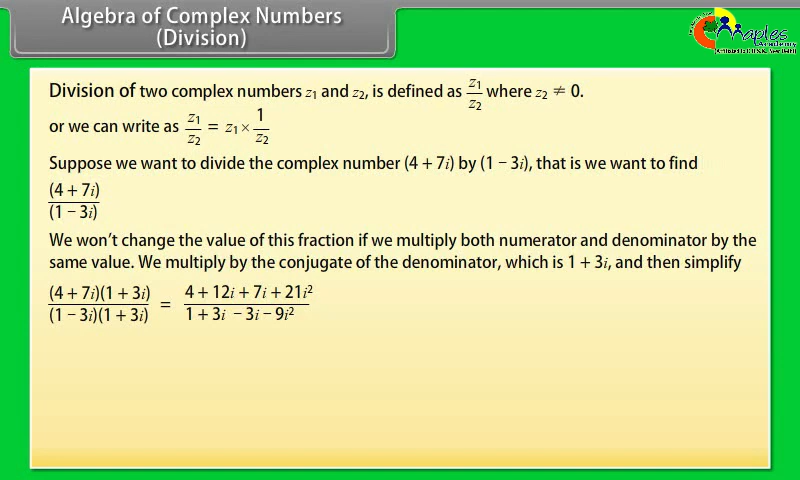 Algebra of Complex Numbers
(Division)
Maples
Academy
Division of two complex numbers z₁ and z₂, is defined as z₁/z₂ where z₂ ≠ 0.
or we can write as z₁/z₂ = z₁ × 1/z₂
Suppose we want to divide the complex number (4 + 7i) by (1 − 3i), that is we want to find
(4 + 7i)/(1 − 3i)
We won't change the value of this fraction if we multiply both numerator and denominator by the
same value. We multiply by the conjugate of the denominator, which is 1 + 3i, and then simplify
(4 + 7i)(1 + 3i)/(1 − 3i)(1 + 3i) = 4 + 12i + 7i + 21i²/1 + 3i − 3i − 9i²